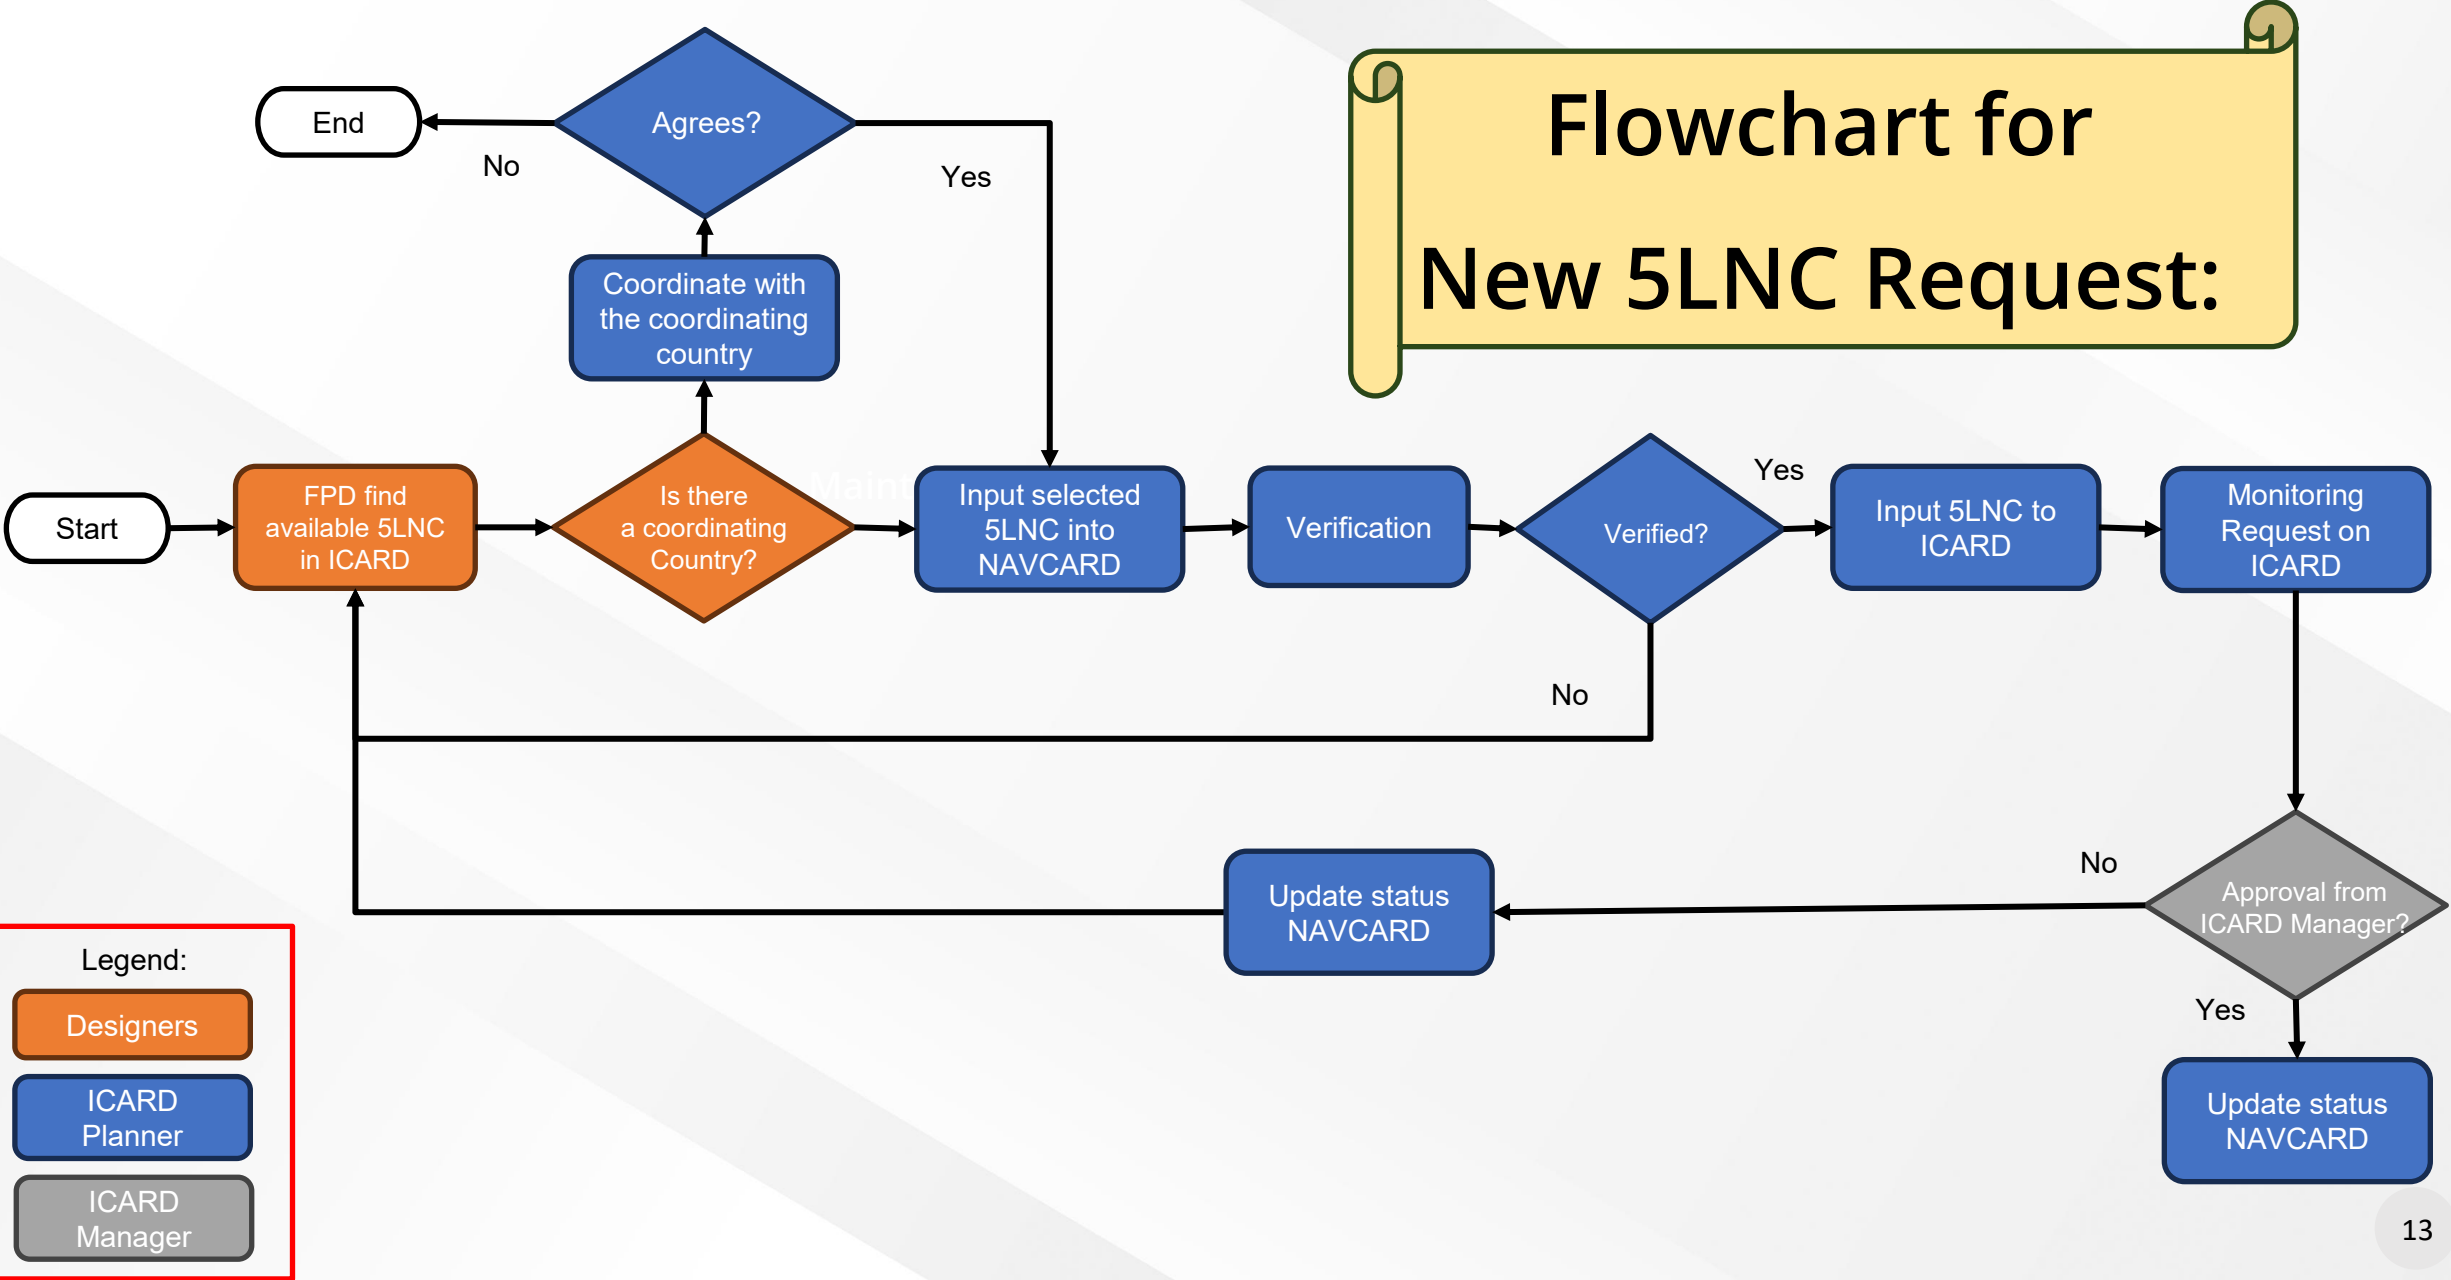 Flowchart for
New 5LNC Request:
End
Agrees?
No
Yes
Coordinate with
the coordinating
country
Start
FPD find
available 5LNC
in ICARD
Is there
a coordinating
Country?
Maint
Input selected
5LNC into
NAVCARD
Verification
Verified?
Yes
No
Input 5LNC to
ICARD
Monitoring
Request on
ICARD
Approval from
ICARD Manager?
No
Yes
Update status
NAVCARD
Update status
NAVCARD
Legend:
Designers
ICARD
Planner
ICARD
Manager
13